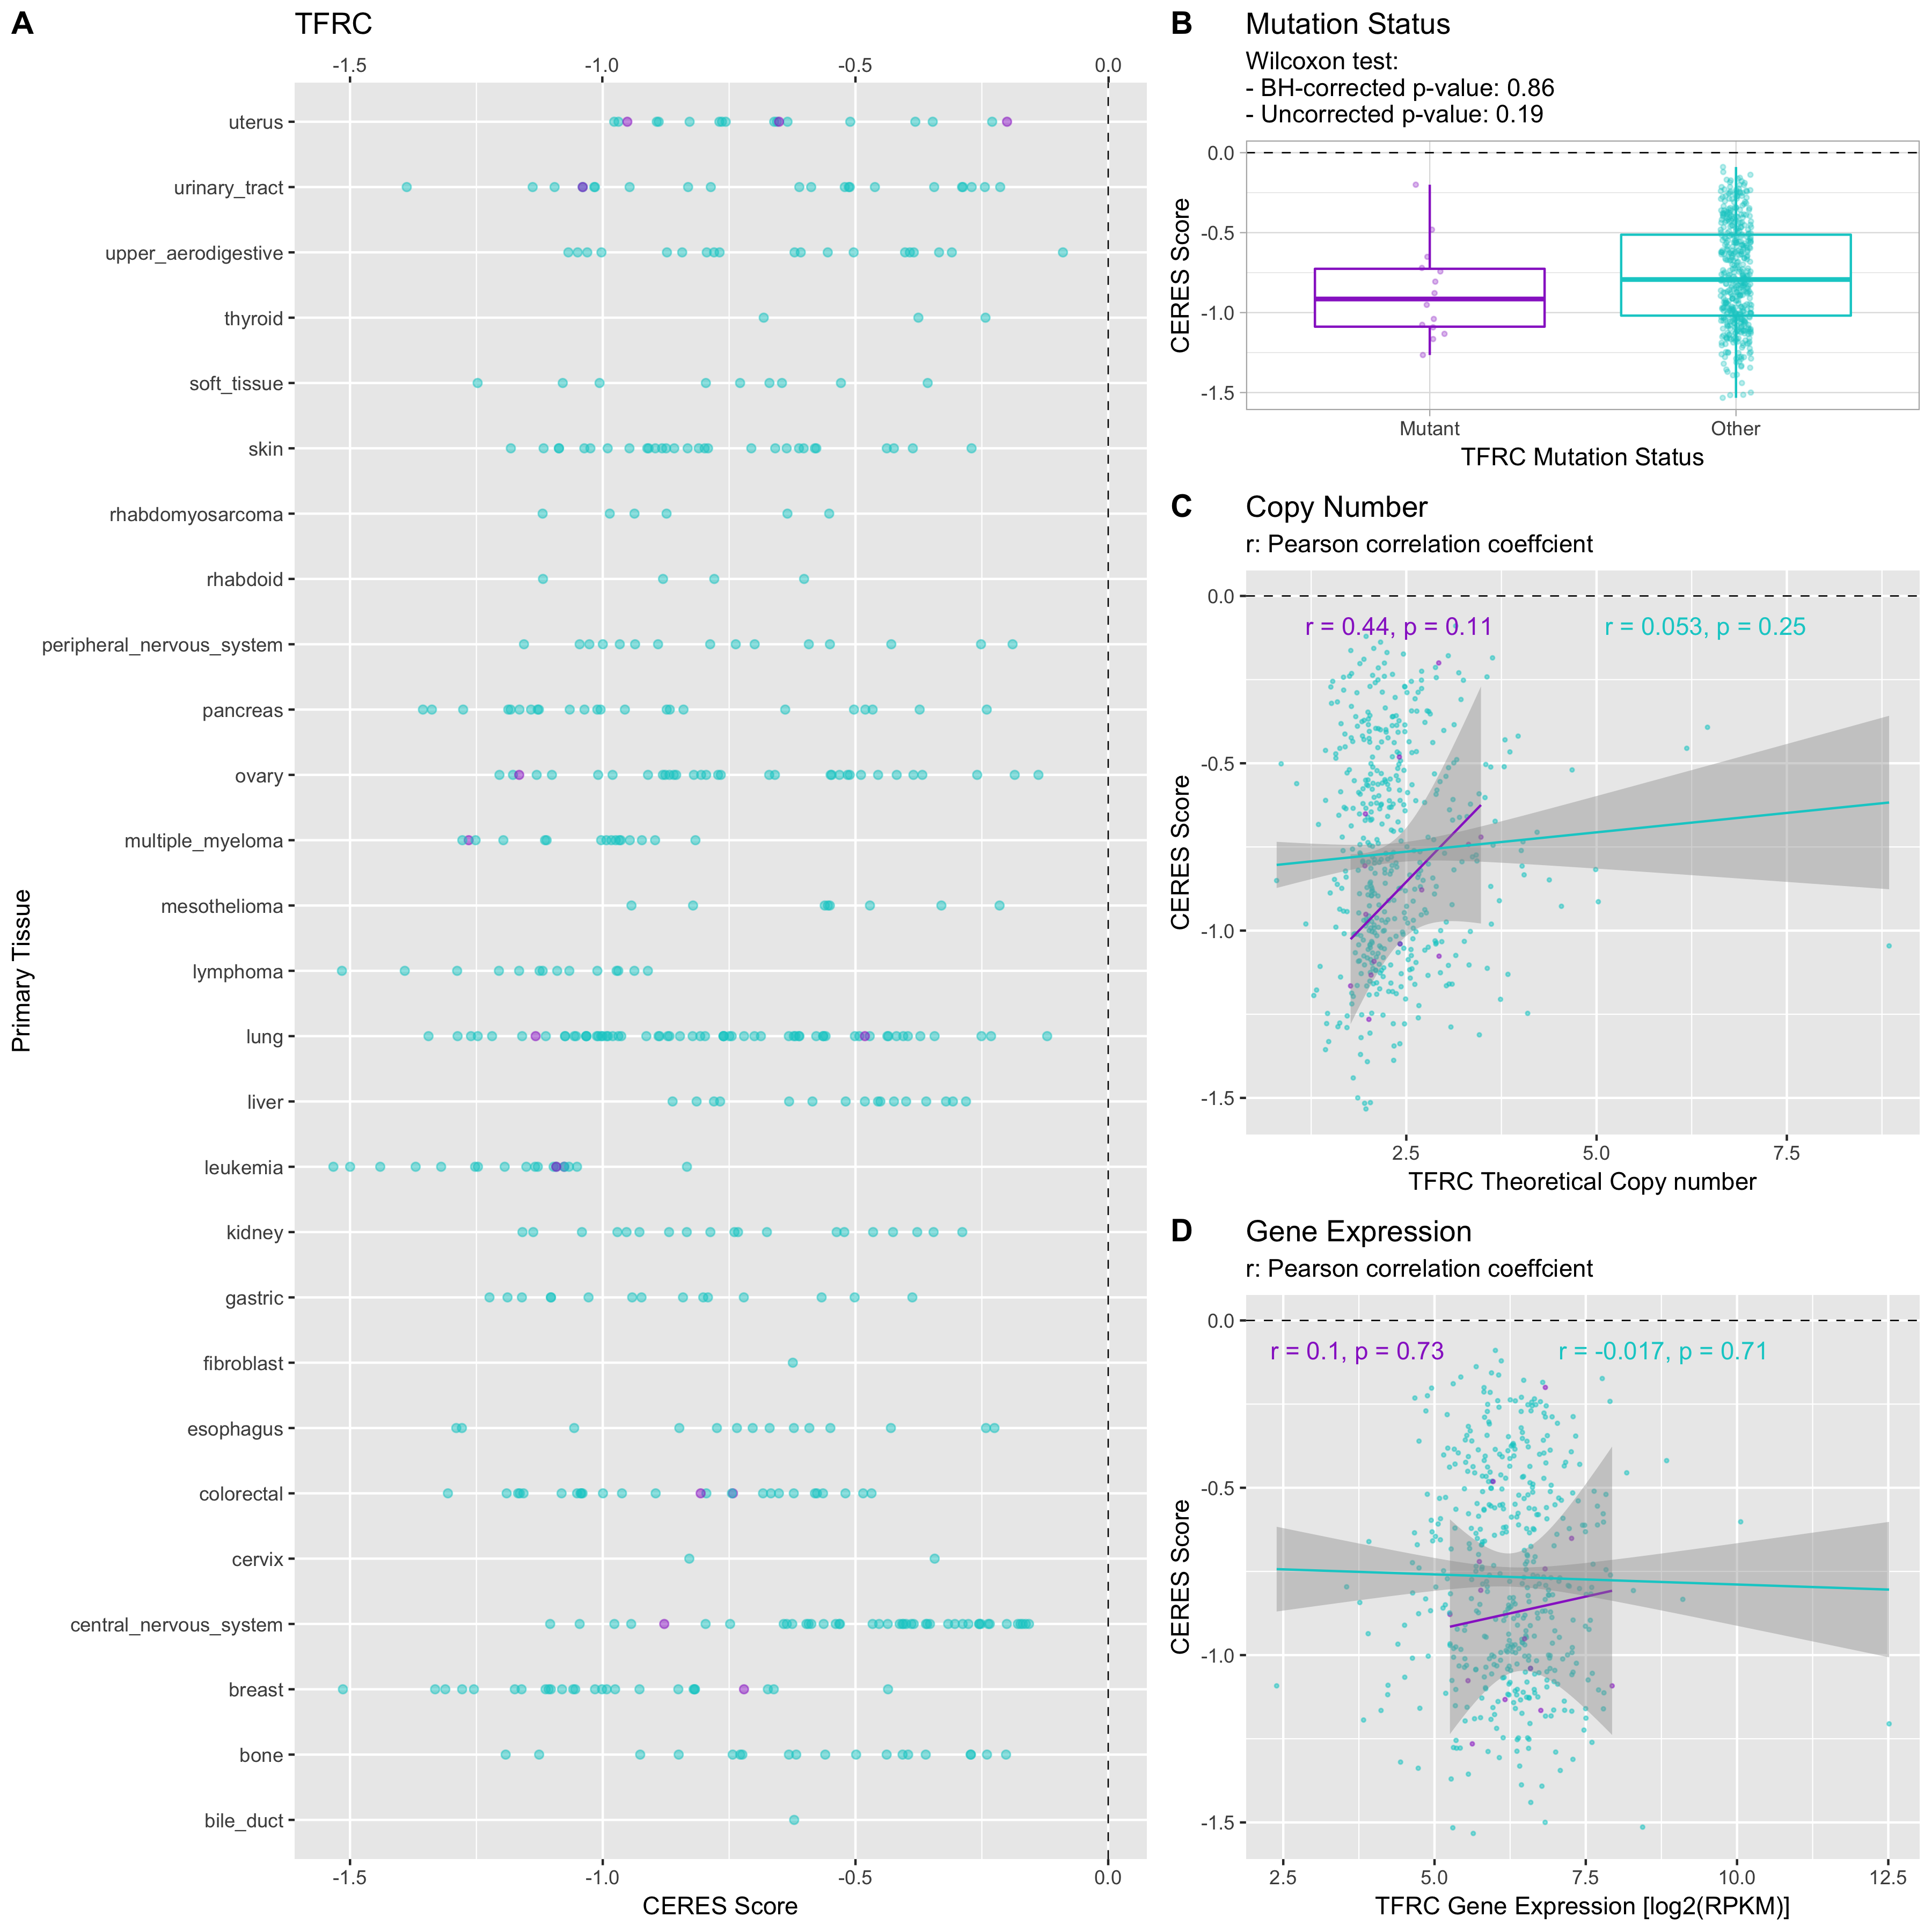 A
TFRC
-1.5 -1.0 -0.5 0.0
Primary Tissue
uterus
urinary_tract
upper_aerodigestive
thyroid
soft_tissue
skin
rhabdomyosarcoma
rhabdoid
peripheral_nervous_system
pancreas
ovary
multiple_myeloma
mesothelioma
lymphoma
lung
liver
leukemia
kidney
gastric
fibroblast
esophagus
colorectal
cervix
central_nervous_system
breast
bone
bile_duct
-1.5 -1.0 -0.5 0.0
CERES Score
B Mutation Status
Wilcoxon test:
- BH-corrected p-value: 0.86
- Uncorrected p-value: 0.19
CERES Score
0.0
-0.5
-1.0
-1.5
Mutant Other
TFRC Mutation Status
C Copy Number
r: Pearson correlation coeffcient
CERES Score
0.0
r = 0.44, p = 0.11 r = 0.053, p = 0.25
-0.5
-1.0
-1.5
2.5 5.0 7.5
TFRC Theoretical Copy number
D Gene Expression
r: Pearson correlation coeffcient
CERES Score
0.0
r = 0.1, p = 0.73 r = -0.017, p = 0.71
-0.5
-1.0
-1.5
2.5 5.0 7.5 10.0 12.5
TFRC Gene Expression [log2(RPKM)]